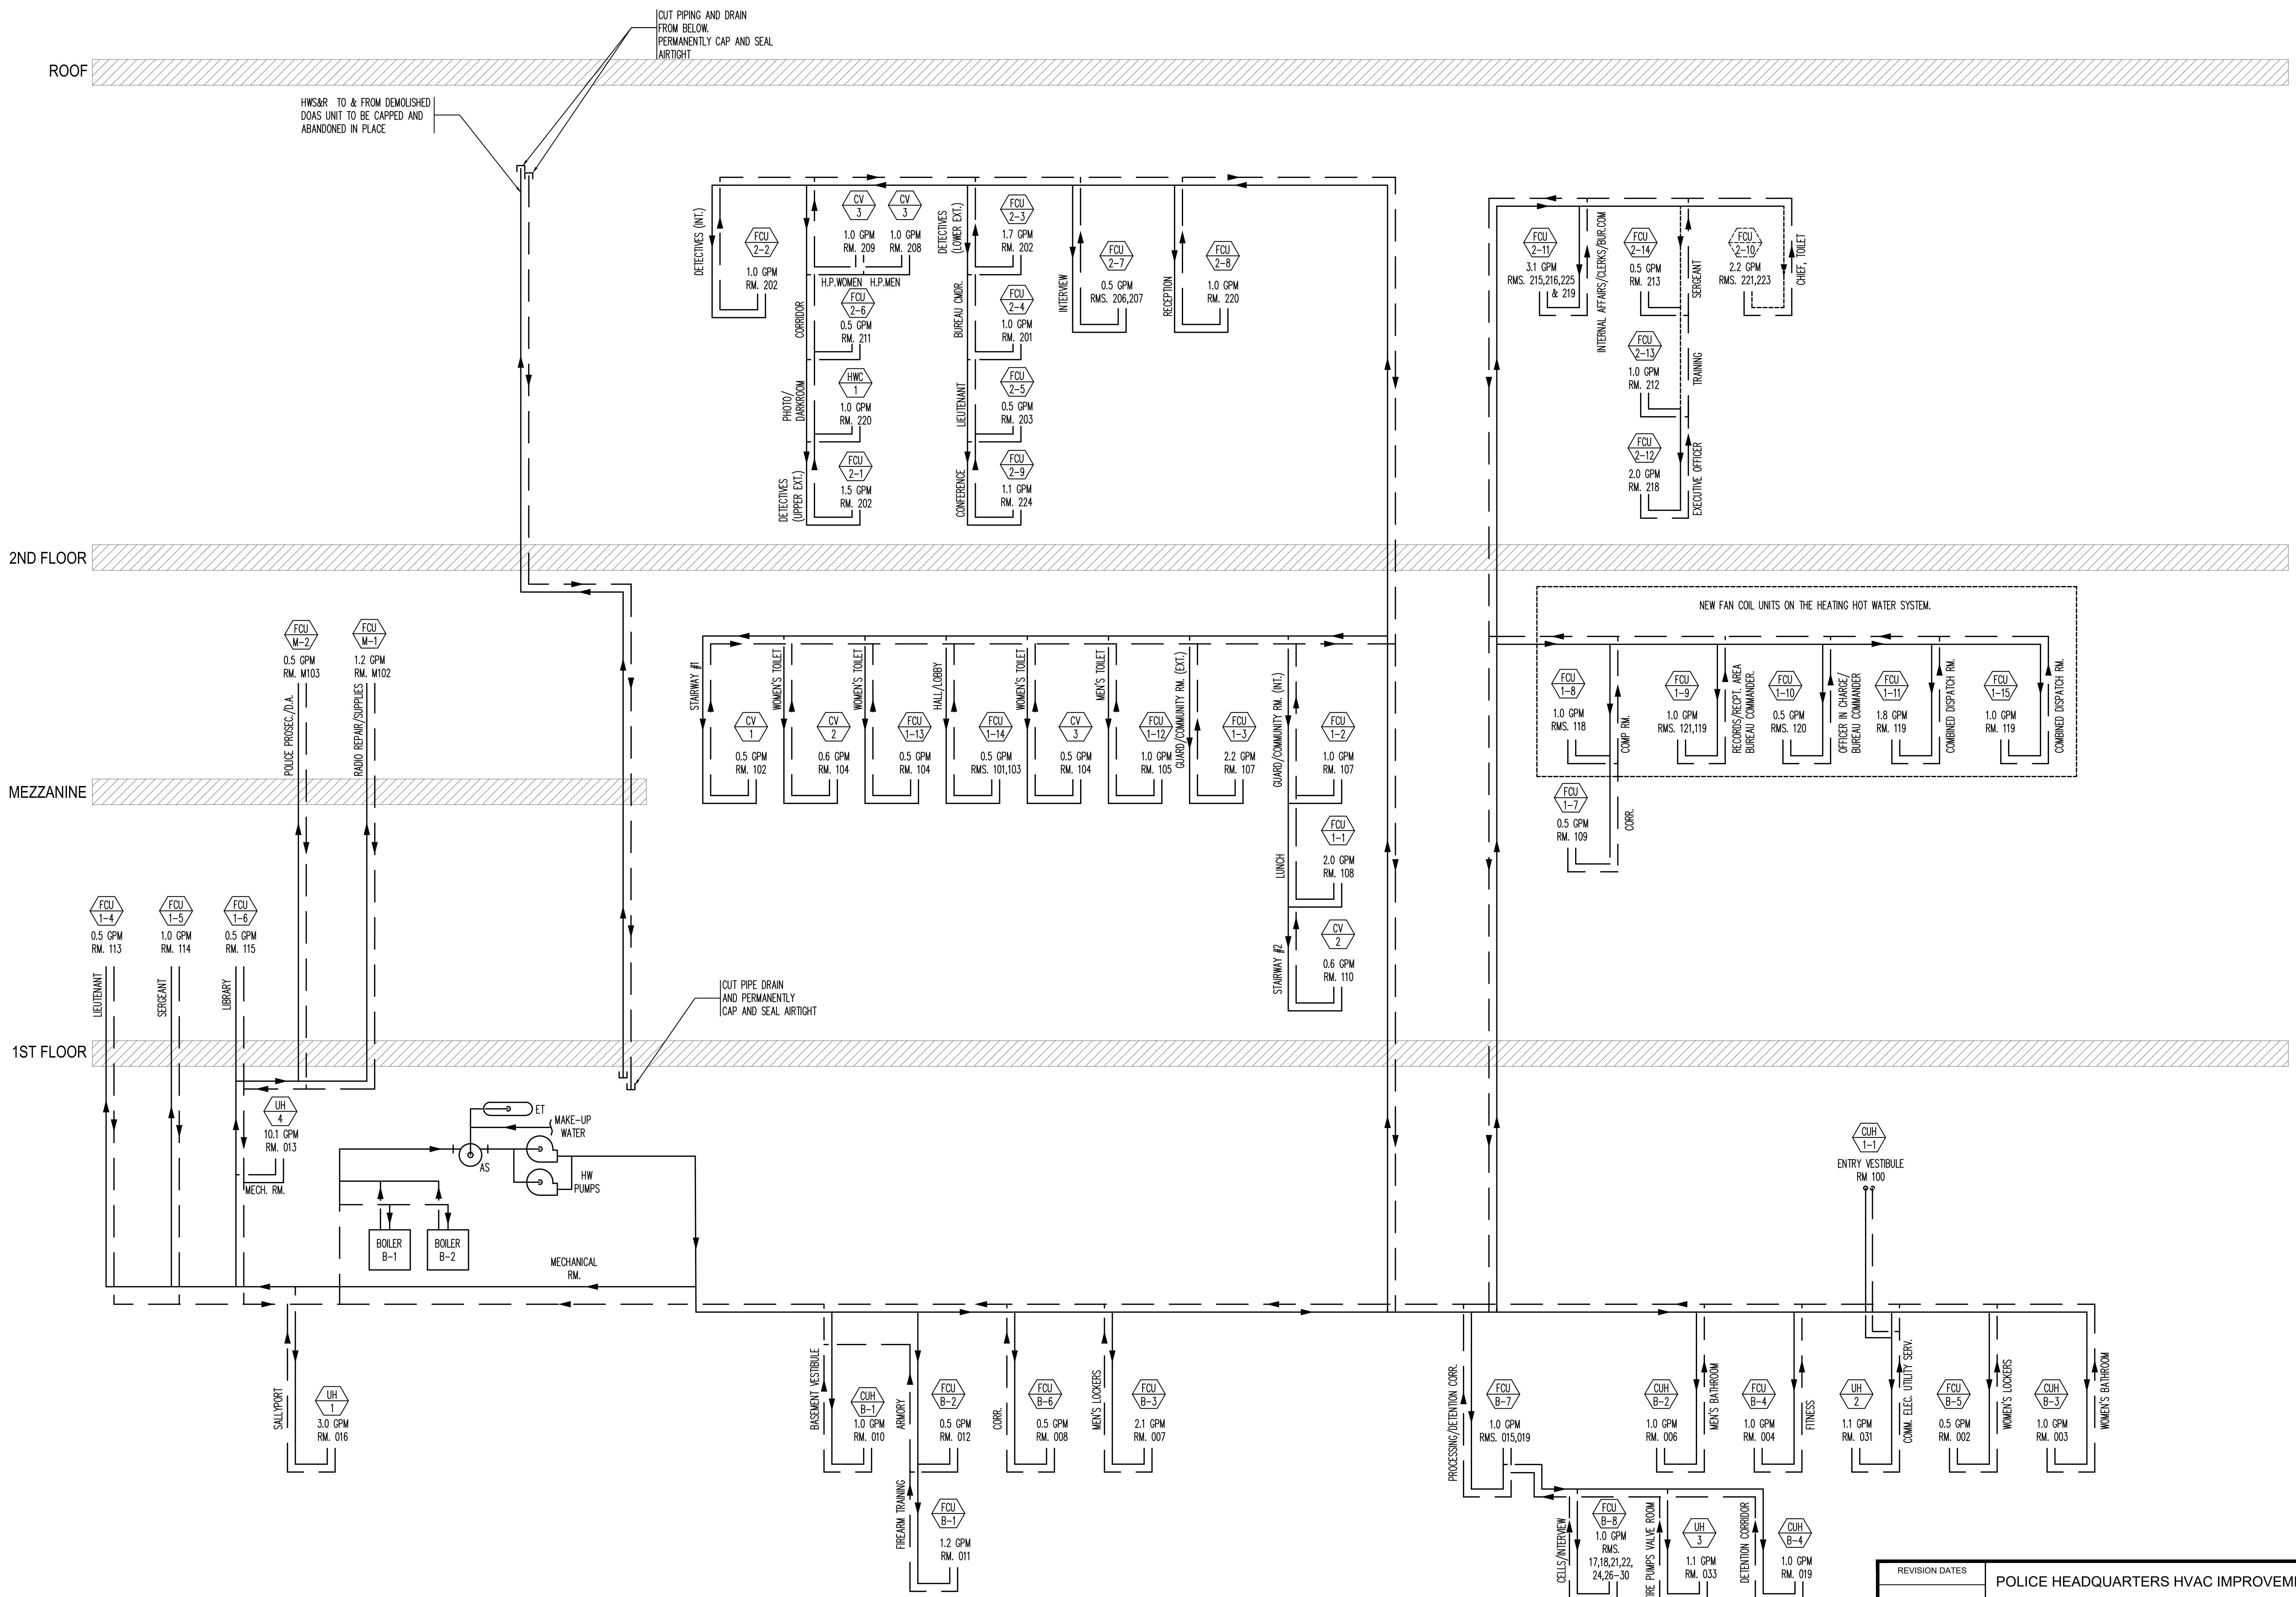 CUT PIPING AND DRAIN
FROM BELOW.
PERMANENTLY CAP AND SEAL
AIRTIGHT
ROOF
HWS&R TO & FROM DEMOLISHED
DOAS UNIT TO BE CAPPED AND
ABANDONED IN PLACE
DETECTIVES (INT.)
FCU
2-2
1.0 GPM
RM. 202
CORRIDOR
CV
3
1.0 GPM
RM. 209
H.P.WOMEN
CV
3
1.0 GPM
RM. 208
H.P.MEN
FCU
2-6
0.5 GPM
RM. 211
PHOTO/
DARKROOM
HWC
1
1.0 GPM
RM. 220
DETECTIVES
(UPPER EXT.)
FCU
2-1
1.5 GPM
RM. 202
DETECTIVES
(LOWER EXT.)
FCU
2-3
1.7 GPM
RM. 202
BUREAU CMDR.
FCU
2-4
1.0 GPM
RM. 201
LIEUTENANT
FCU
2-5
0.5 GPM
RM. 203
CONFERENCE
FCU
2-9
1.1 GPM
RM. 224
INTERVIEW
FCU
2-7
0.5 GPM
RMS. 206,207
RECEPTION
FCU
2-8
1.0 GPM
RM. 220
FCU
2-11
3.1 GPM
RMS. 215,216,225
& 219
INTERNAL AFFAIRS/CLERKS/BUR.COM
FCU
2-14
0.5 GPM
RM. 213
SERGEANT
FCU
2-10
2.2 GPM
RMS. 221,223
CHIEF, TOILET
FCU
2-13
1.0 GPM
RM. 212
TRAINING
FCU
2-12
2.0 GPM
RM. 218
EXECUTIVE OFFICER
2ND FLOOR
FCU
M-2
0.5 GPM
RM. M103
POLICE PROSEC./D.A.
FCU
M-1
1.2 GPM
RM. M102
RADIO REPAIR/SUPPLIES
STAIRWAY #1
CV
1
0.5 GPM
RM. 102
WOMEN'S TOILET
CV
2
0.6 GPM
RM. 104
WOMEN'S TOILET
FCU
1-13
0.5 GPM
RM. 104
HALL/LOBBY
FCU
1-14
0.5 GPM
RMS. 101,103
WOMEN'S TOILET
CV
3
0.5 GPM
RM. 104
MEN'S TOILET
FCU
1-12
1.0 GPM
RM. 105
GUARD/COMMUNITY RM. (EXT.)
FCU
1-3
2.2 GPM
RM. 107
GUARD/COMMUNITY RM. (INT.)
FCU
1-2
1.0 GPM
RM. 107
LUNCH
FCU
1-1
2.0 GPM
RM. 108
STAIRWAY #2
CV
2
0.6 GPM
RM. 110
NEW FAN COIL UNITS ON THE HEATING HOT WATER SYSTEM.
FCU
1-8
1.0 GPM
RMS. 118
COMP RM.
FCU
1-9
1.0 GPM
RMS. 121,119
RECORDS/RECPT. AREA
BUREAU COMMANDER.
FCU
1-10
0.5 GPM
RMS. 120
OFFICER IN CHARGE/
BUREAU COMMANDER
FCU
1-11
1.8 GPM
RM. 119
COMBINED DISPATCH RM.
FCU
1-15
1.0 GPM
RM. 119
COMBINED DISPATCH RM.
FCU
1-7
0.5 GPM
RM. 109
CORR.
MEZZANINE
FCU
1-4
0.5 GPM
RM. 113
LIEUTENANT
FCU
1-5
1.0 GPM
RM. 114
SERGEANT
FCU
1-6
0.5 GPM
RM. 115
LIBRARY
CUT PIPE DRAIN
AND PERMANENTLY
CAP AND SEAL AIRTIGHT
1ST FLOOR
UH
4
10.1 GPM
RM. 013
MECH. RM.
ET
MAKE-UP
WATER
AS
HW
PUMPS
BOILER
B-1
BOILER
B-2
MECHANICAL
RM.
CUH
1-1
ENTRY VESTIBULE
RM 100
SALLYPORT
UH
1
3.0 GPM
RM. 016
BASEMENT VESTIBULE
CUH
B-1
1.0 GPM
RM. 010
ARMORY
FCU
B-2
0.5 GPM
RM. 012
FIREARM TRAINING
FCU
B-1
1.2 GPM
RM. 011
CORR.
FCU
B-6
0.5 GPM
RM. 008
MEN'S LOCKERS
FCU
B-3
2.1 GPM
RM. 007
PROCESSING/DETENTION CORR.
FCU
B-7
1.0 GPM
RMS. 015,019
CUH
B-2
1.0 GPM
RM. 006
MEN'S BATHROOM
FCU
B-4
1.0 GPM
RM. 004
FITNESS
UH
2
1.1 GPM
RM. 031
COMM. ELEC. UTILITY SERV.
FCU
B-5
0.5 GPM
RM. 002
WOMEN'S LOCKERS
CUH
B-3
1.0 GPM
RM. 003
WOMEN'S BATHROOM
CELLS/INTERVIEW
FCU
B-8
1.0 GPM
RMS.
17,18,21,22,
24,26-30
PUMPS VALVE ROOM
UH
3
1.1 GPM
RM. 033
DETENTION CORRIDOR
CUH
B-4
1.0 GPM
RM. 019
REVISION DATES
POLICE HEADQUARTERS HVAC